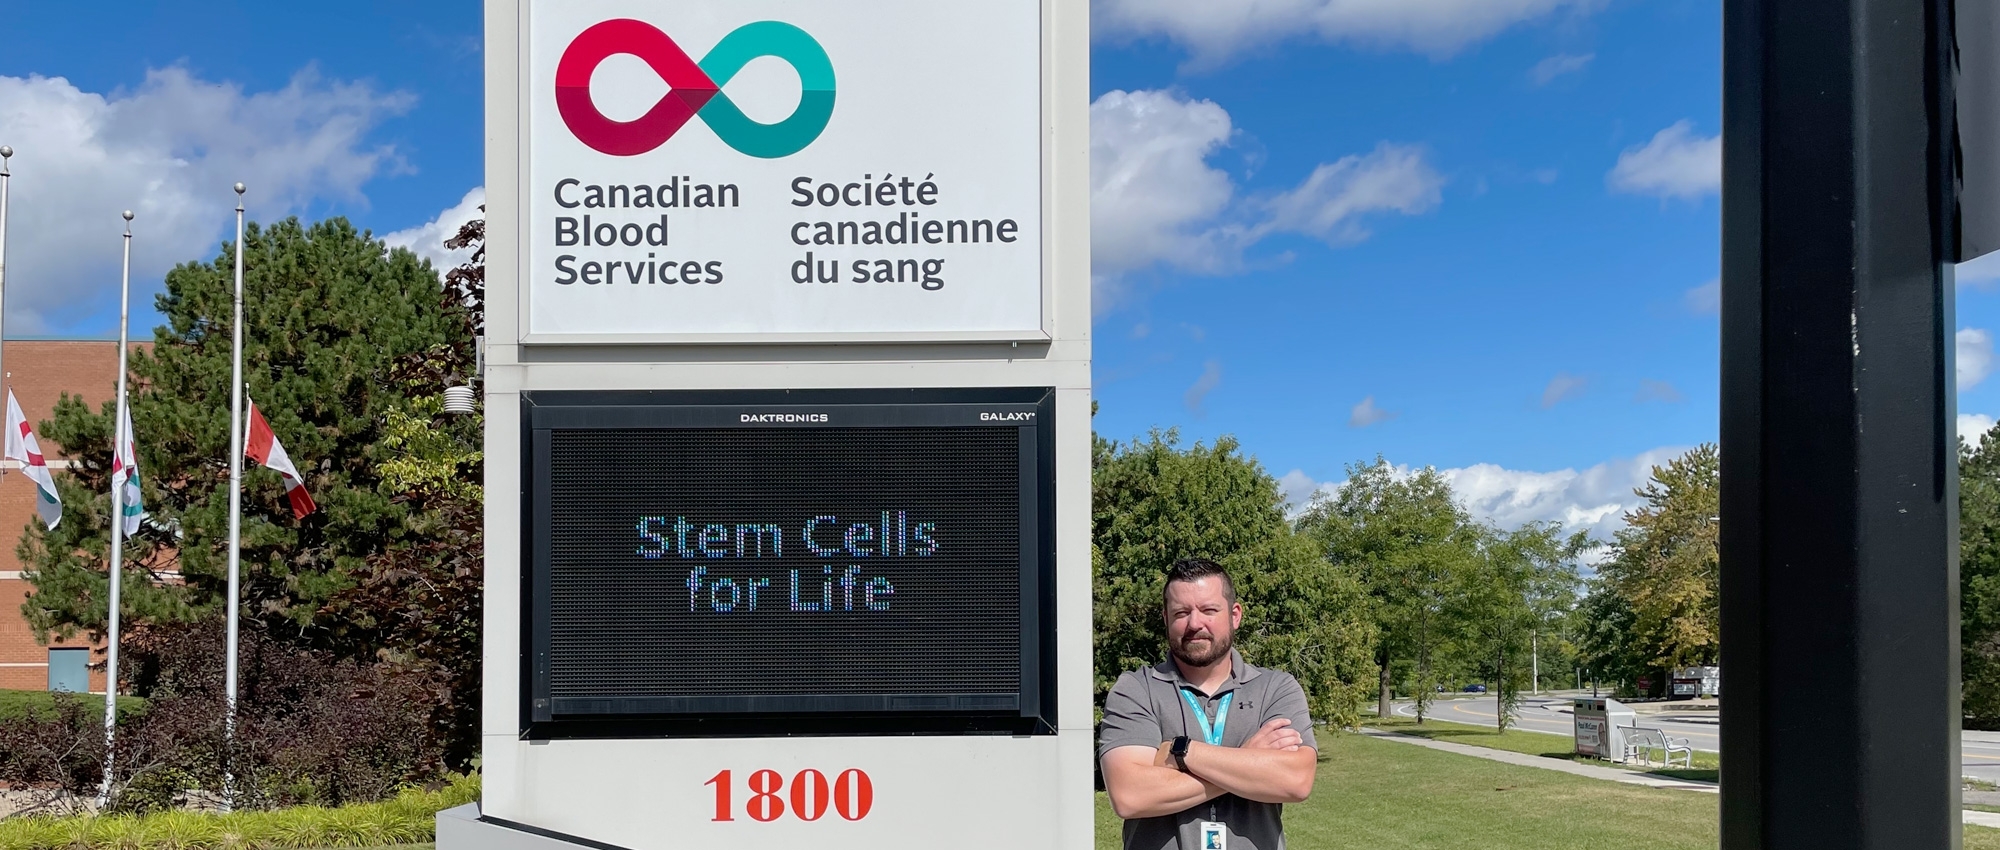 Canadian
Blood
Services
Société
canadienne
du sang
DAKTRONICS
GALAXY
Stem Cells
for Life
1800